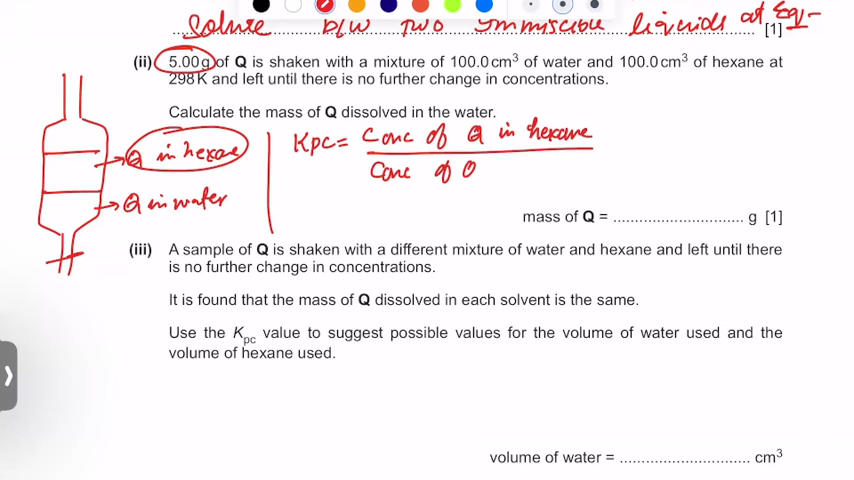 Solute b/w two Immiscible liquids at Eq-
[1]
(ii) 5.00g of Q is shaken with a mixture of 100.0 cm³ of water and 100.0 cm³ of hexane at
298K and left until there is no further change in concentrations.
Calculate the mass of Q dissolved in the water.
Q in hexane
Q in water
Kpc = Conc of Q in hexane
Conc of Q
mass of Q = .............................. g [1]
(iii) A sample of Q is shaken with a different mixture of water and hexane and left until there
is no further change in concentrations.
It is found that the mass of Q dissolved in each solvent is the same.
Use the Kpc value to suggest possible values for the volume of water used and the
volume of hexane used.
volume of water = .............................. cm³